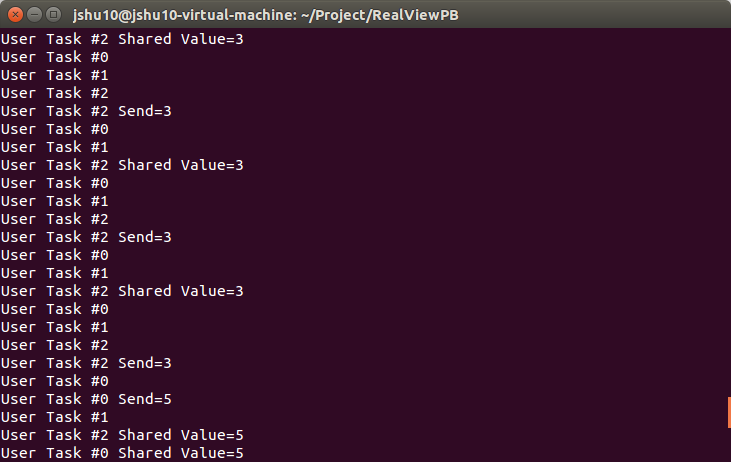 jshu10@jshu10-virtual-machine: ~/Project/RealViewPB
User Task #2 Shared Value=3
User Task #0
User Task #1
User Task #2
User Task #2 Send=3
User Task #0
User Task #1
User Task #2 Shared Value=3
User Task #0
User Task #1
User Task #2
User Task #2 Send=3
User Task #0
User Task #1
User Task #2 Shared Value=3
User Task #0
User Task #1
User Task #2
User Task #2 Send=3
User Task #0
User Task #0 Send=5
User Task #1
User Task #2 Shared Value=5
User Task #0 Shared Value=5